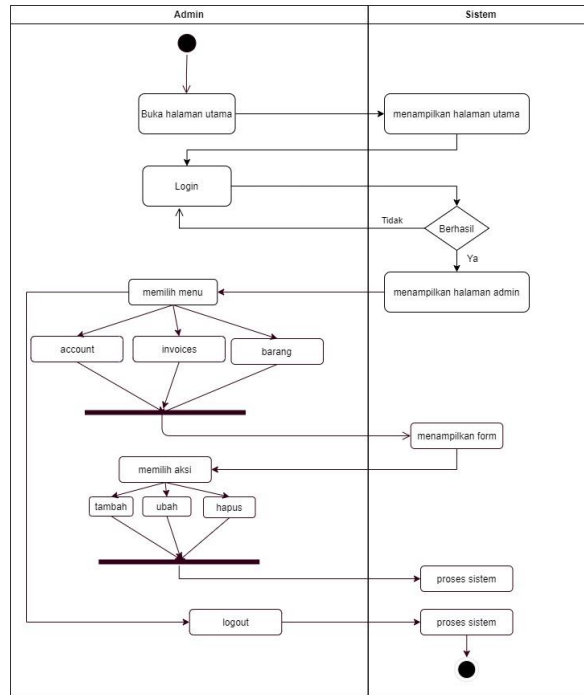 Admin
Sistem
Buka halaman utama
menampilkan halaman utama
Login
Tidak
Berhasil
Ya
memilih menu
menampilkan halaman admin
account
invoices
barang
menampilkan form
memilih aksi
tambah
ubah
hapus
proses sistem
logout
proses sistem